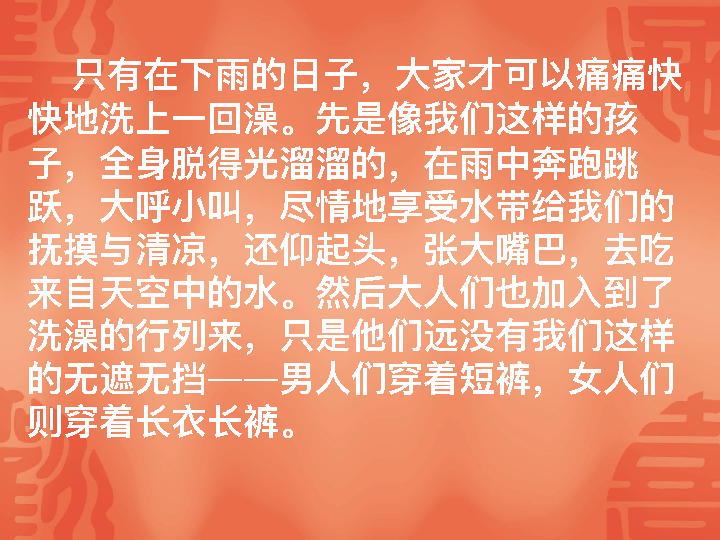 只有在下雨的日子，大家才可以痛痛快
快地洗上一回澡。先是像我们这样的孩
子，全身脱得光溜溜的，在雨中奔跑跳
跃，大呼小叫，尽情地享受水带给我们的
抚摸与清凉，还仰起头，张大嘴巴，去吃
来自天空中的水。然后大人们也加入到了
洗澡的行列来，只是他们远没有我们这样
的无遮无挡——男人们穿着短裤，女人们
则穿着长衣长裤。